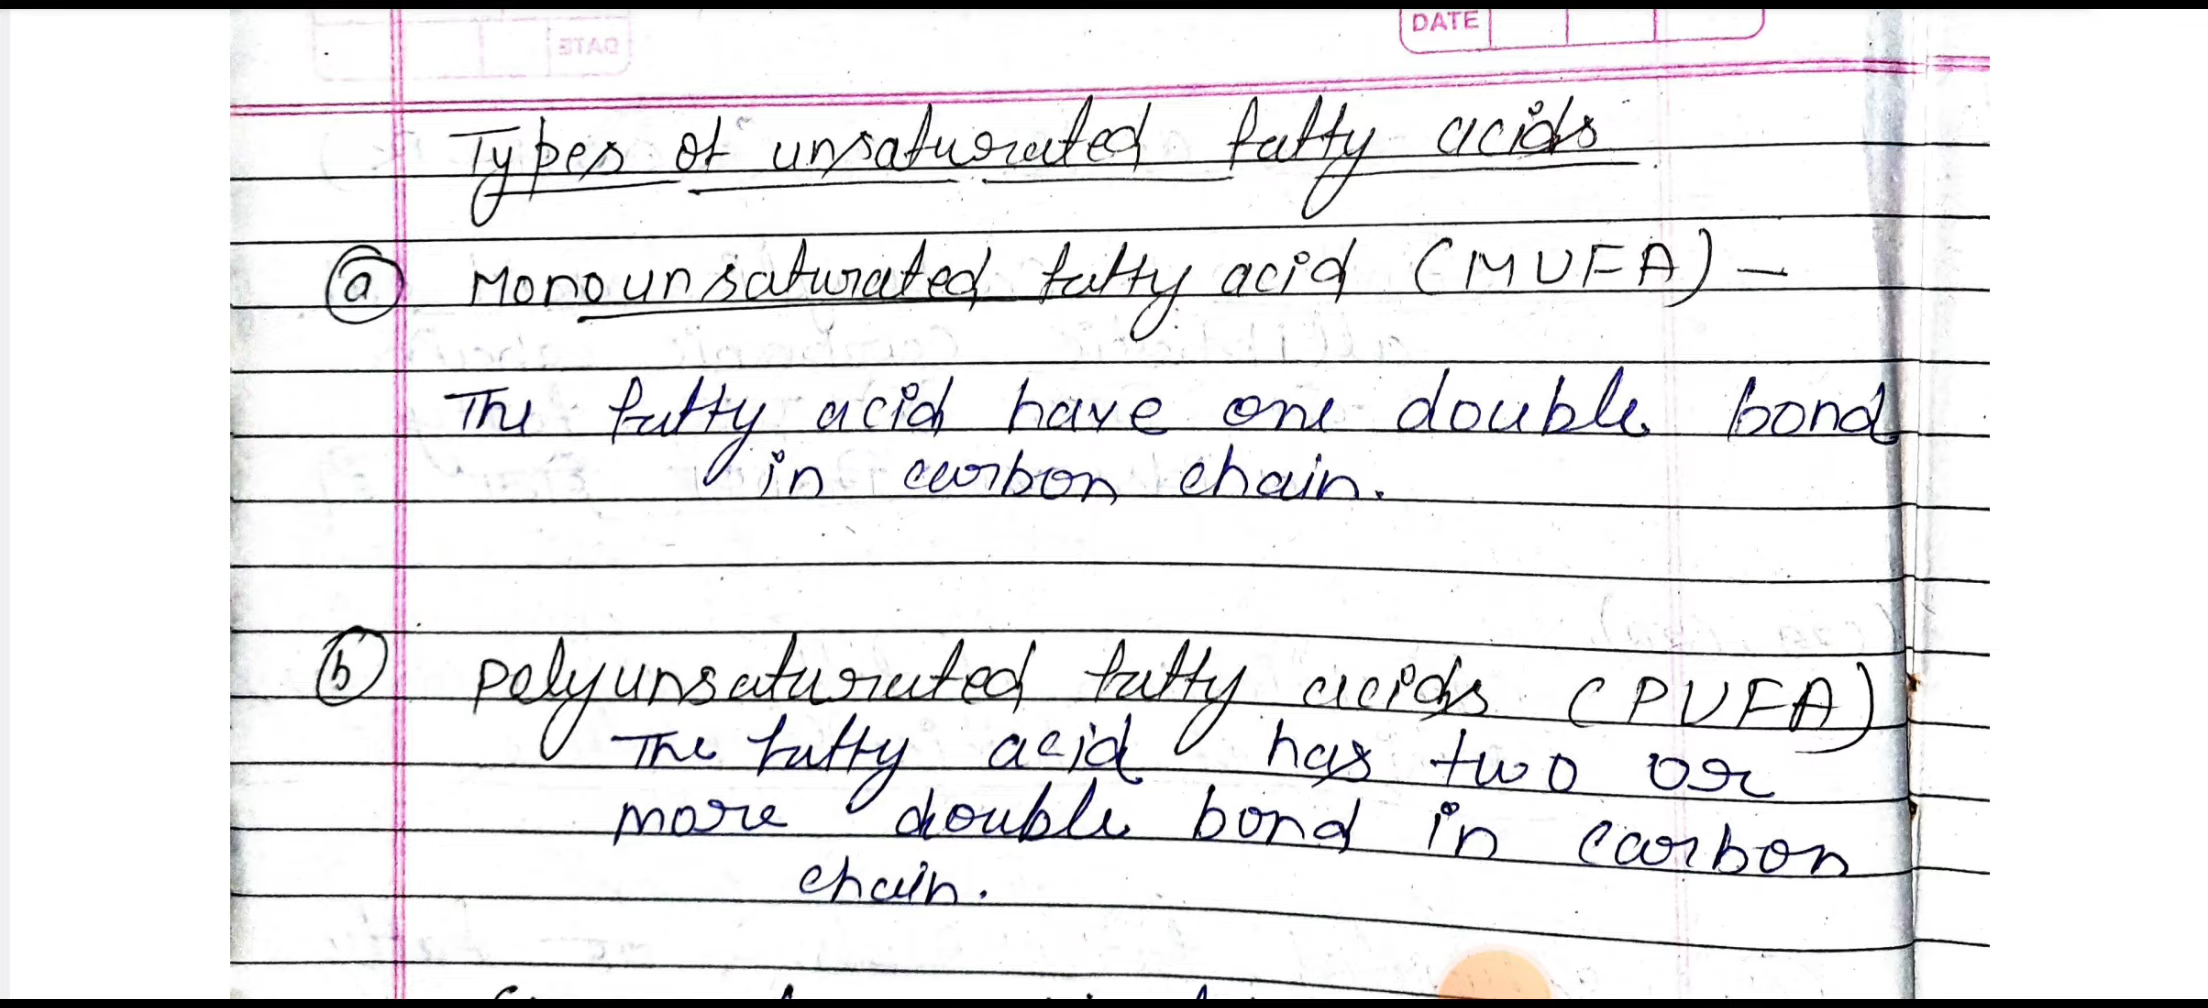 DATE
Types of unsaturated fatty acids
a Monounsaturated fatty acid (MUFA) –
The fatty acid have one double bond
in carbon chain.
b polyunsaturated fatty acids (PUFA)
The fatty acid has two or
more double bond in carbon
chain.